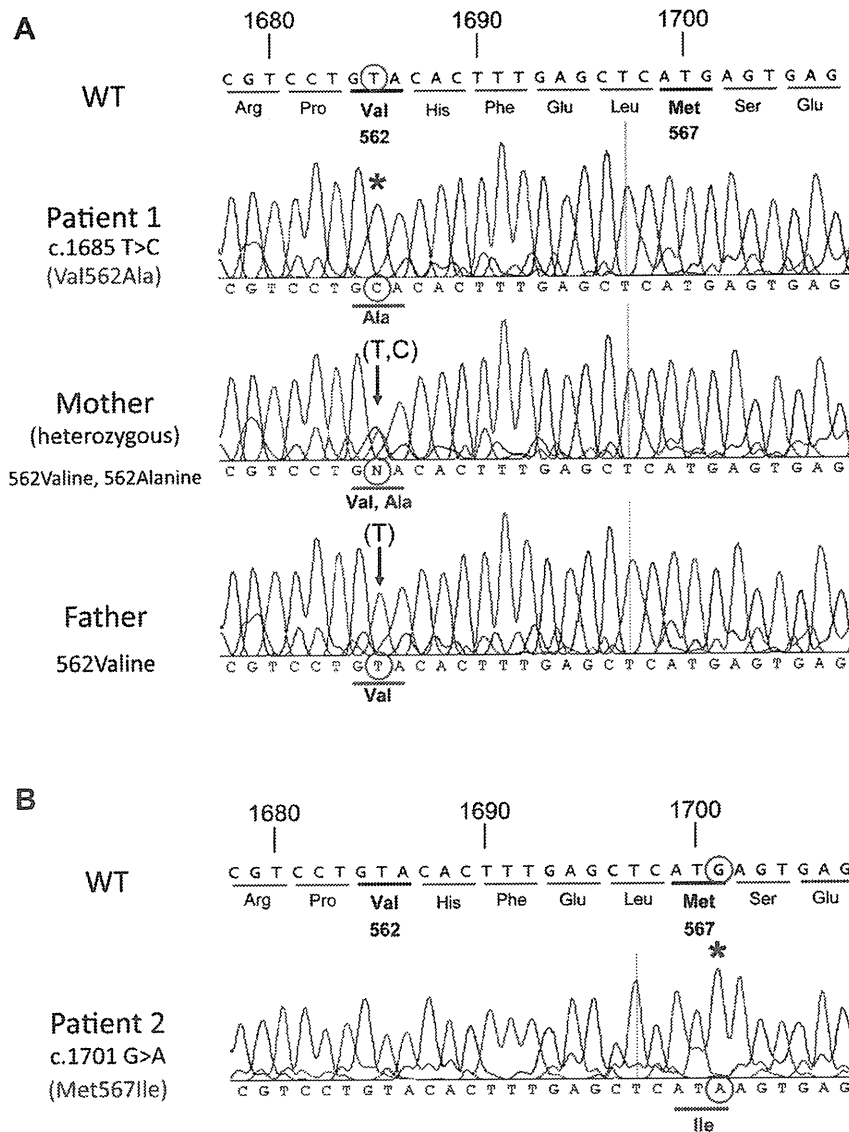 A
1680 1690 1700
WT
C G T C C T G T A C A C T T T G A G C T C A T G A G T G A G
Arg Pro Val His Phe Glu Leu Met Ser Glu
562 567
*
Patient 1
c.1685 T>C
(Val562Ala)
C G T C C T G C A C A C T T T G A G C T C A T G A G T G A G
Ala
(T,C)
Mother
(heterozygous)
562Valine, 562Alanine
C G T C C T G N A C A C T T T G A G C T C A T G A G T G A G
Val, Ala
(T)
Father
562Valine
C G T C C T G T A C A C T T T G A G C T C A T G A G T G A G
Val
B
1680 1690 1700
WT
C G T C C T G T A C A C T T T G A G C T C A T G A G T G A G
Arg Pro Val His Phe Glu Leu Met Ser Glu
562 567
*
Patient 2
c.1701 G>A
(Met567Ile)
C G T C C T G T A C A C T T T G A G C T C A T A A G T G A G
Ile